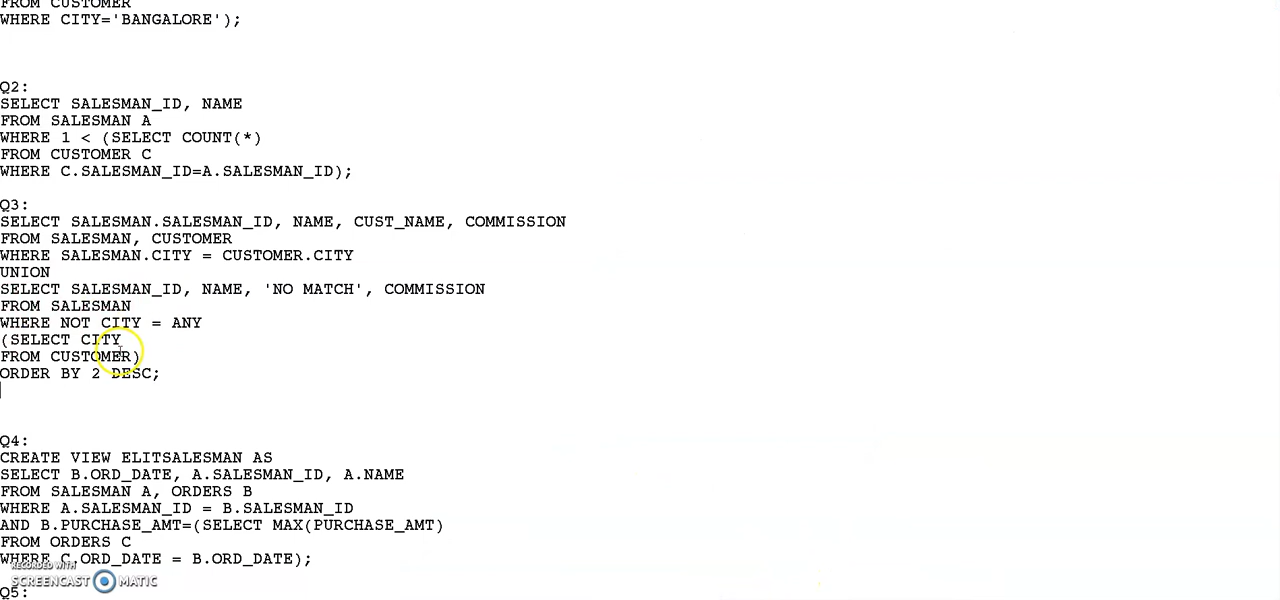 FROM CUSTOMER
WHERE CITY='BANGALORE');
Q2:
SELECT SALESMAN_ID, NAME
FROM SALESMAN A
WHERE 1 < (SELECT COUNT(*)
FROM CUSTOMER C
WHERE C.SALESMAN_ID=A.SALESMAN_ID);
Q3:
SELECT SALESMAN.SALESMAN_ID, NAME, CUST_NAME, COMMISSION
FROM SALESMAN, CUSTOMER
WHERE SALESMAN.CITY = CUSTOMER.CITY
UNION
SELECT SALESMAN_ID, NAME, 'NO MATCH', COMMISSION
FROM SALESMAN
WHERE NOT CITY = ANY
(SELECT CITY
FROM CUSTOMER)
ORDER BY 2 DESC;
Q4:
CREATE VIEW ELITSALESMAN AS
SELECT B.ORD_DATE, A.SALESMAN_ID, A.NAME
FROM SALESMAN A, ORDERS B
WHERE A.SALESMAN_ID = B.SALESMAN_ID
AND B.PURCHASE_AMT=(SELECT MAX(PURCHASE_AMT)
FROM ORDERS C
WHERE C.ORD_DATE = B.ORD_DATE);
RECORDED WITH
SCREENCAST MATIC
Q5: